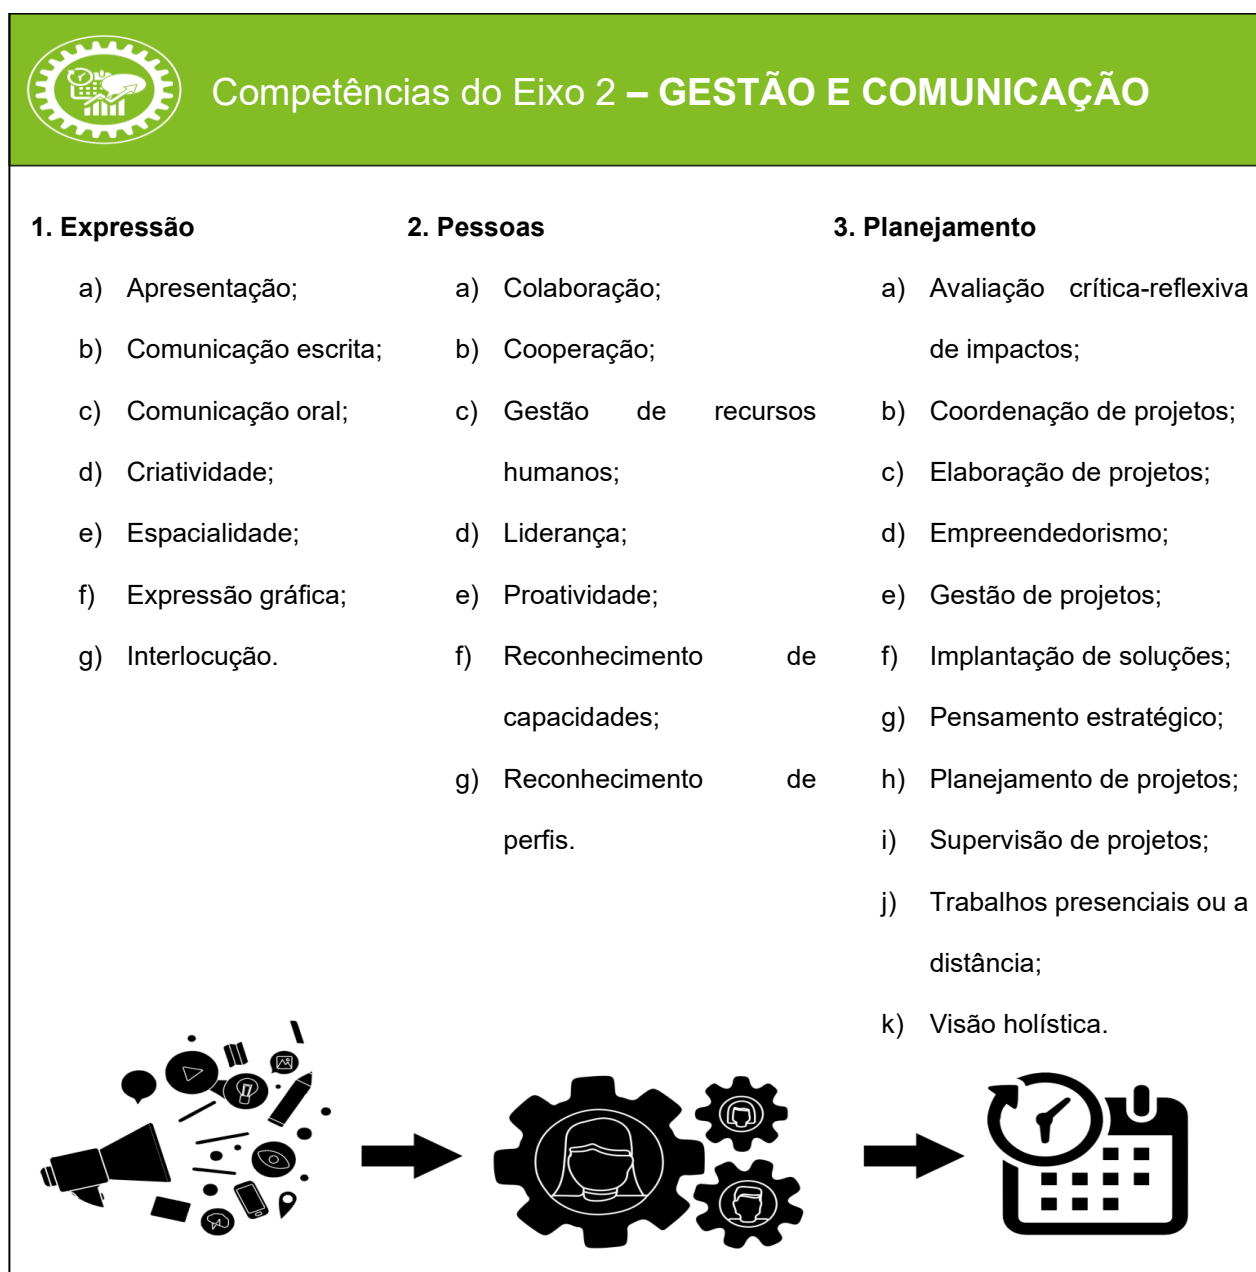 Competências do Eixo 2 – GESTÃO E COMUNICAÇÃO
1. Expressão
a) Apresentação;
b) Comunicação escrita;
c) Comunicação oral;
d) Criatividade;
e) Espacialidade;
f) Expressão gráfica;
g) Interlocução.
2. Pessoas
a) Colaboração;
b) Cooperação;
c) Gestão de recursos
humanos;
d) Liderança;
e) Proatividade;
f) Reconhecimento de
capacidades;
g) Reconhecimento de
perfis.
3. Planejamento
a) Avaliação crítica-reflexiva
de impactos;
b) Coordenação de projetos;
c) Elaboração de projetos;
d) Empreendedorismo;
e) Gestão de projetos;
f) Implantação de soluções;
g) Pensamento estratégico;
h) Planejamento de projetos;
i) Supervisão de projetos;
j) Trabalhos presenciais ou a
distância;
k) Visão holística.